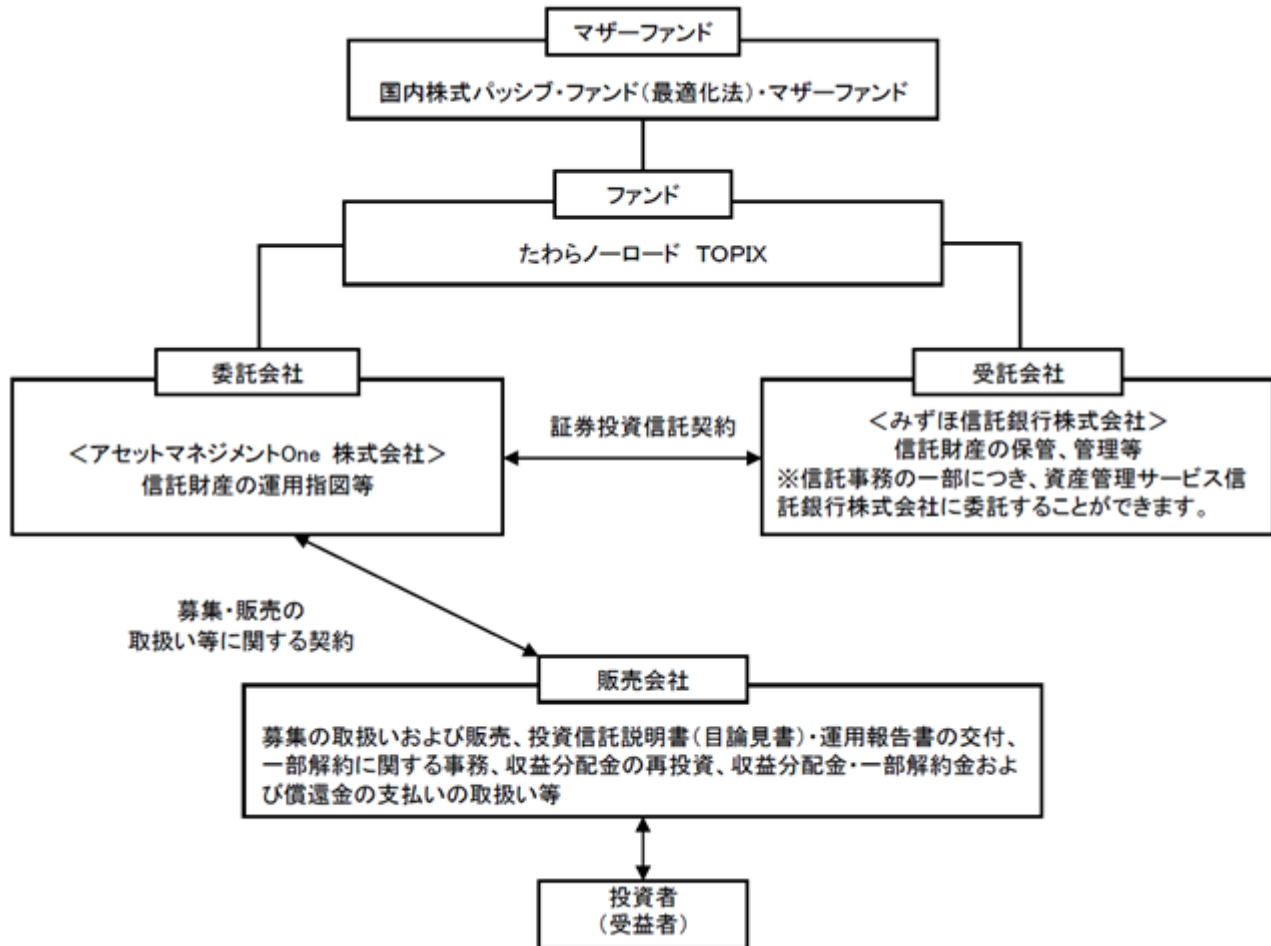 マザーファンド
国内株式パッシブ・ファンド(最適化法)・マザーファンド
ファンド
たわらノーロード TOPIX
委託会社
<アセットマネジメントOne 株式会社>
信託財産の運用指図等
証券投資信託契約
受託会社
<みずほ信託銀行株式会社>
信託財産の保管、管理等
※信託事務の一部につき、資産管理サービス信
託銀行株式会社に委託することができます。
募集・販売の
取扱い等に関する契約
販売会社
募集の取扱いおよび販売、投資信託説明書(目論見書)・運用報告書の交付、
一部解約に関する事務、収益分配金の再投資、収益分配金・一部解約金およ
び償還金の支払いの取扱い等
投資者
(受益者)